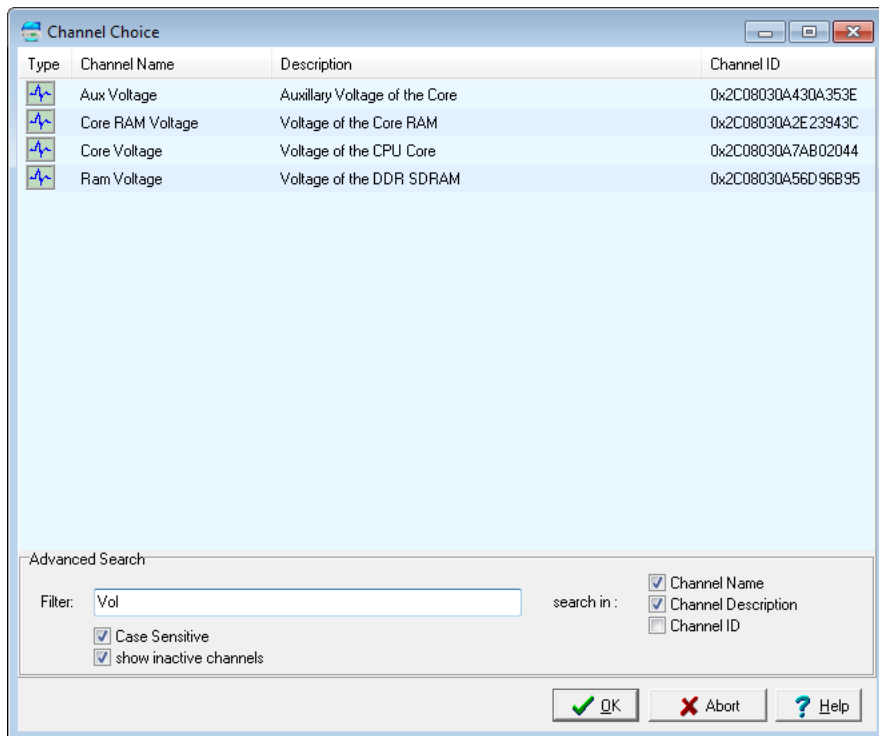 Channel Choice
Type Channel Name Description Channel ID
Aux Voltage Auxillary Voltage of the Core 0x2C08030A430A353E
Core RAM Voltage Voltage of the Core RAM 0x2C08030A2E23943C
Core Voltage Voltage of the CPU Core 0x2C08030A7AB02044
Ram Voltage Voltage of the DDR SDRAM 0x2C08030A56D96B95
Advanced Search
Filter: Vol search in : Channel Name
Channel Description
Channel ID
Case Sensitive
show inactive channels
OK Abort Help